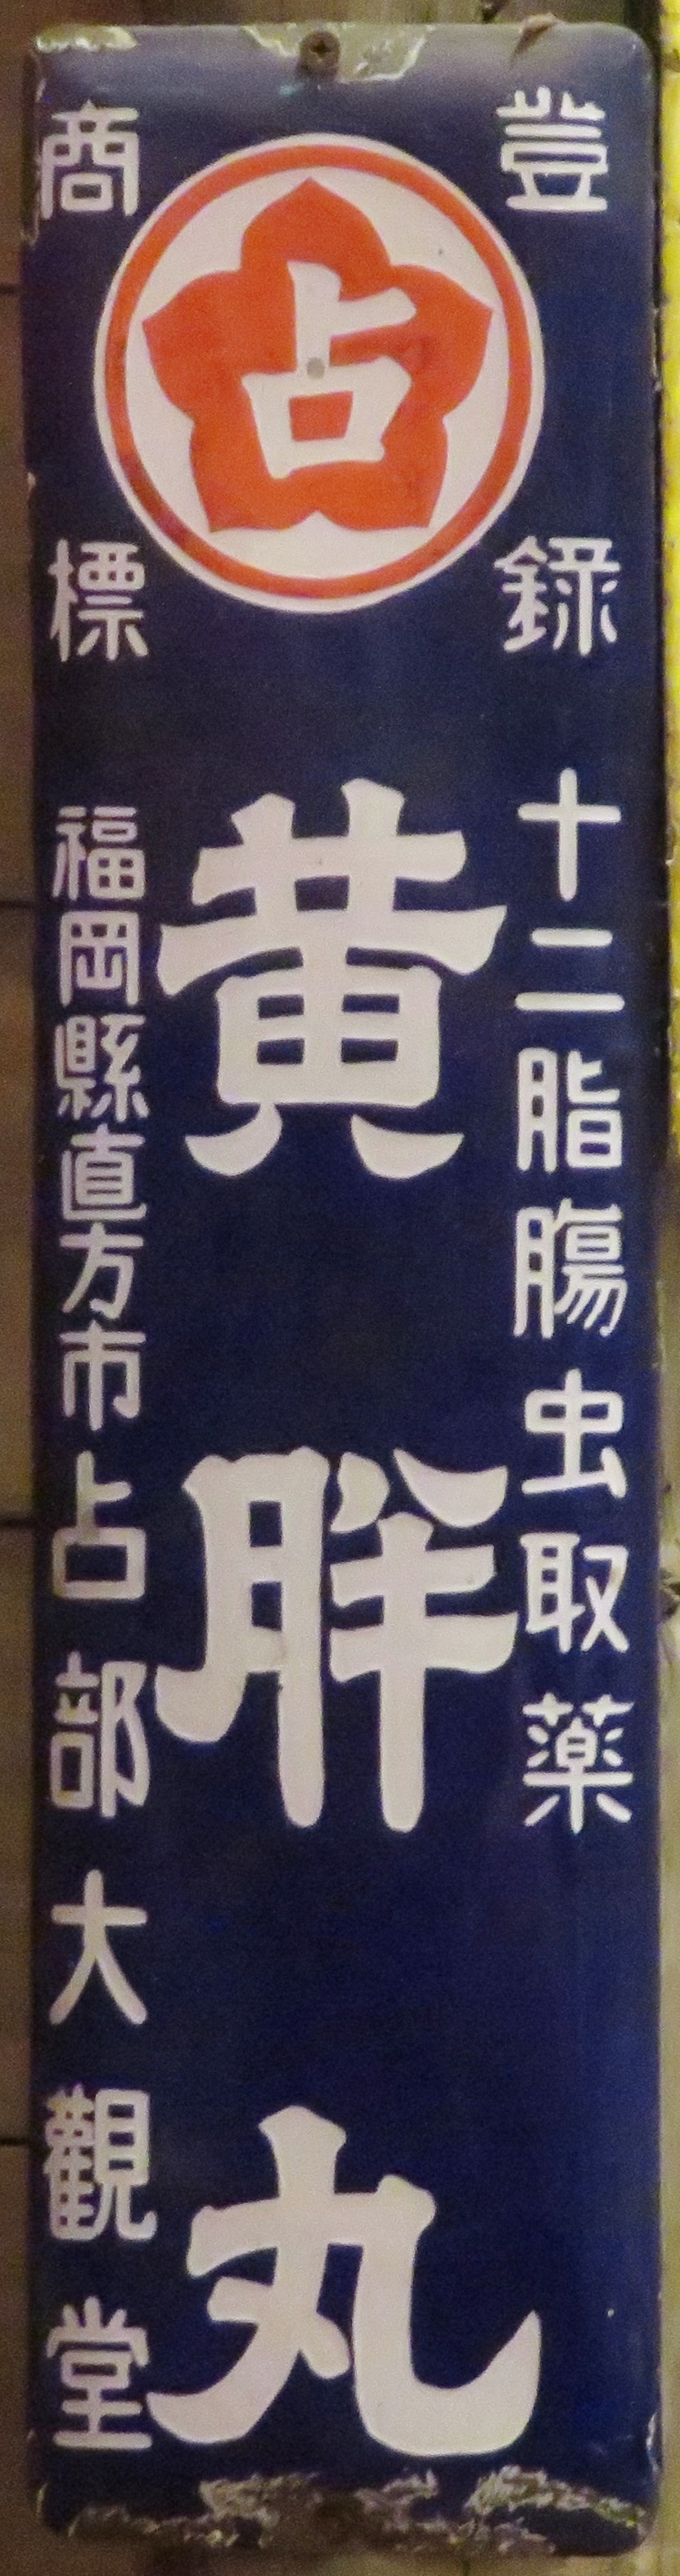 登録
商標
占
十二脂腸虫取薬
黄胖丸
福岡縣直方市占部大觀堂